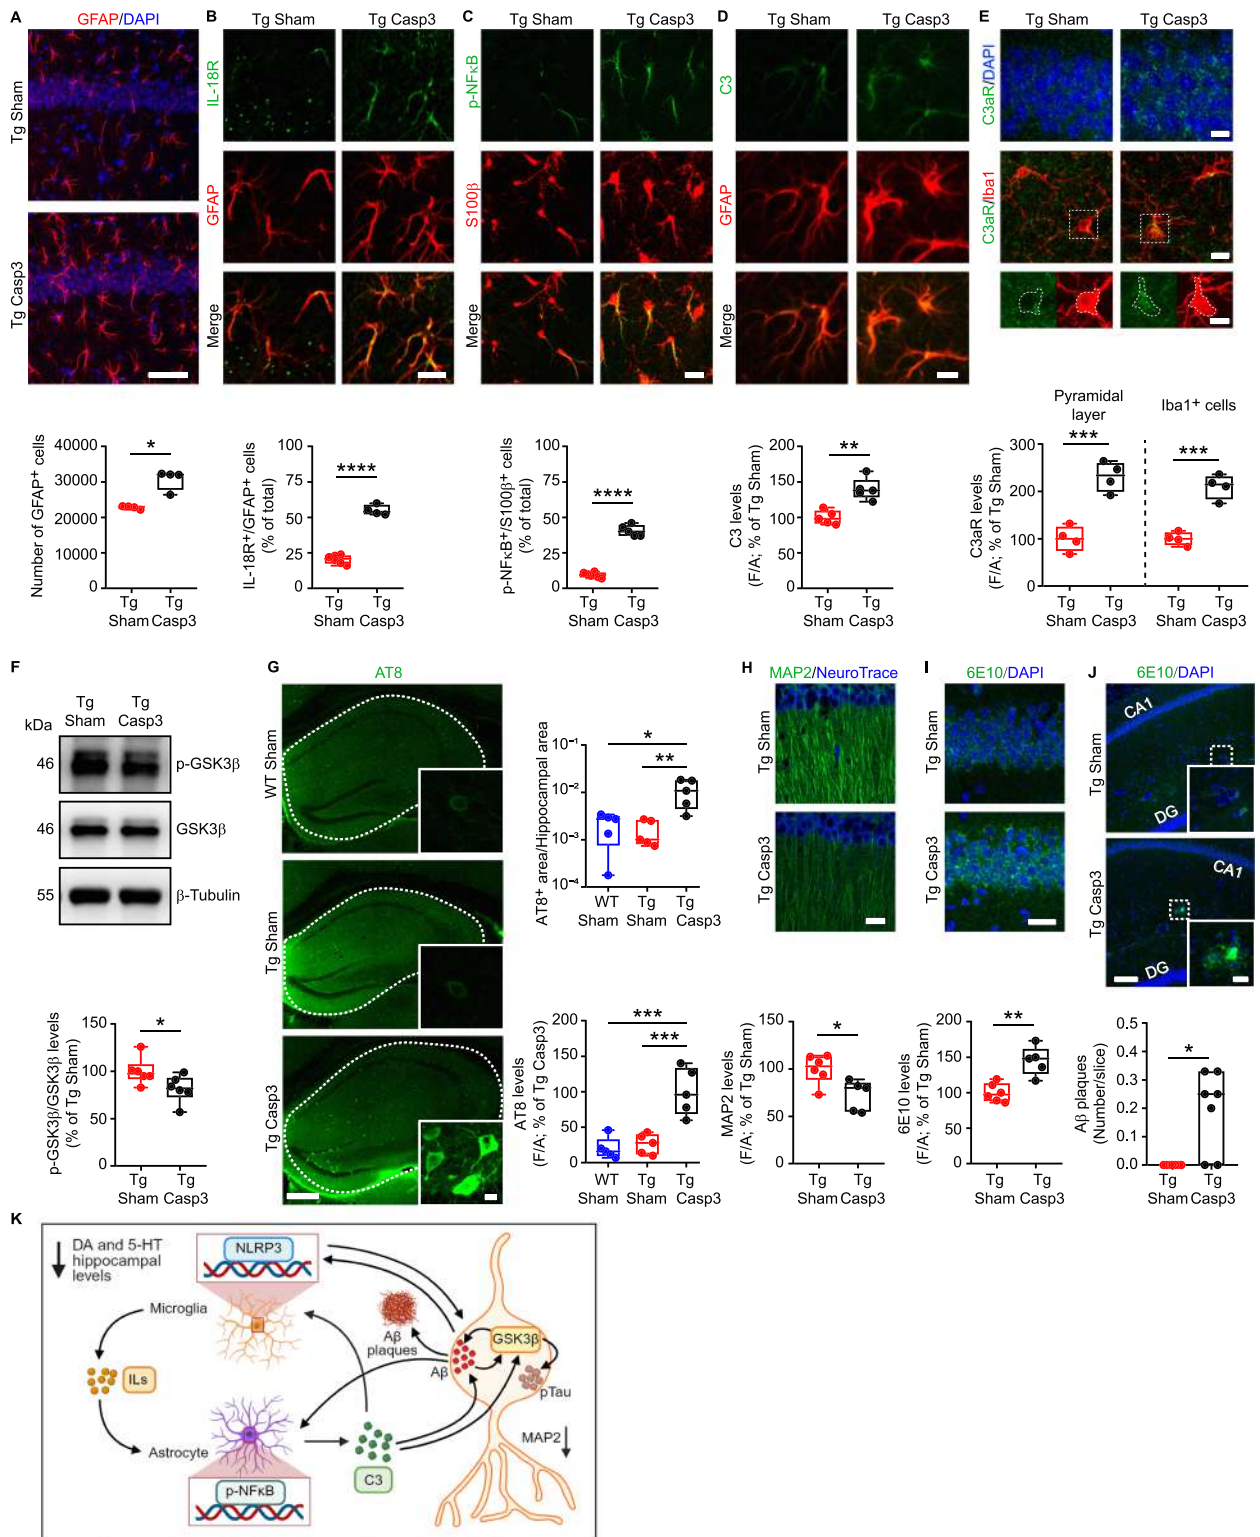 A
GFAP/DAPI
Tg Sham
Tg Casp3
B
Tg Sham
Tg Casp3
IL-18R
GFAP
Merge
C
Tg Sham
Tg Casp3
p-NFκB
S100β
Merge
D
Tg Sham
Tg Casp3
C3
GFAP
Merge
E
Tg Sham
Tg Casp3
C3aR/DAPI
C3aR/Iba1
Number of GFAP+ cells
40000
30000
20000
10000
0
*
Tg
Sham
Tg
Casp3
IL-18R+/GFAP+ cells
(% of total)
100
75
50
25
0
****
Tg
Sham
Tg
Casp3
p-NFκB+/S100β+ cells
(% of total)
100
75
50
25
0
****
Tg
Sham
Tg
Casp3
C3 levels
(F/A; % of Tg Sham)
200
150
100
50
0
**
Tg
Sham
Tg
Casp3
Pyramidal
layer
Iba1+ cells
C3aR levels
(F/A; % of Tg Sham)
300
200
100
0
***
***
Tg
Sham
Tg
Casp3
Tg
Sham
Tg
Casp3
F
kDa
Tg
Sham
Tg
Casp3
46
p-GSK3β
46
GSK3β
55
β-Tubulin
p-GSK3β/GSK3β levels
(% of Tg Sham)
150
100
50
0
*
Tg
Sham
Tg
Casp3
G
AT8
WT Sham
Tg Sham
Tg Casp3
AT8+ area/Hippocampal area
10⁻¹
10⁻²
10⁻³
10⁻⁴
*
**
WT
Sham
Tg
Sham
Tg
Casp3
AT8 levels
(F/A; % of Tg Casp3)
200
150
100
50
0
***
***
WT
Sham
Tg
Sham
Tg
Casp3
H
MAP2/NeuroTrace
Tg Sham
Tg Casp3
MAP2 levels
(F/A; % of Tg Sham)
150
100
50
0
*
Tg
Sham
Tg
Casp3
I
6E10/DAPI
Tg Sham
Tg Casp3
6E10 levels
(F/A; % of Tg Sham)
200
150
100
50
0
**
Tg
Sham
Tg
Casp3
J
6E10/DAPI
Tg Sham
CA1
DG
Tg Casp3
CA1
DG
Aβ plaques
(Number/slice)
0.5
0.4
0.3
0.2
0.1
0.0
*
Tg
Sham
Tg
Casp3
K
DA and 5-HT
hippocampal
levels
NLRP3
Microglia
ILs
Astrocyte
p-NFκB
C3
Aβ
plaques
Aβ
GSK3β
pTau
MAP2